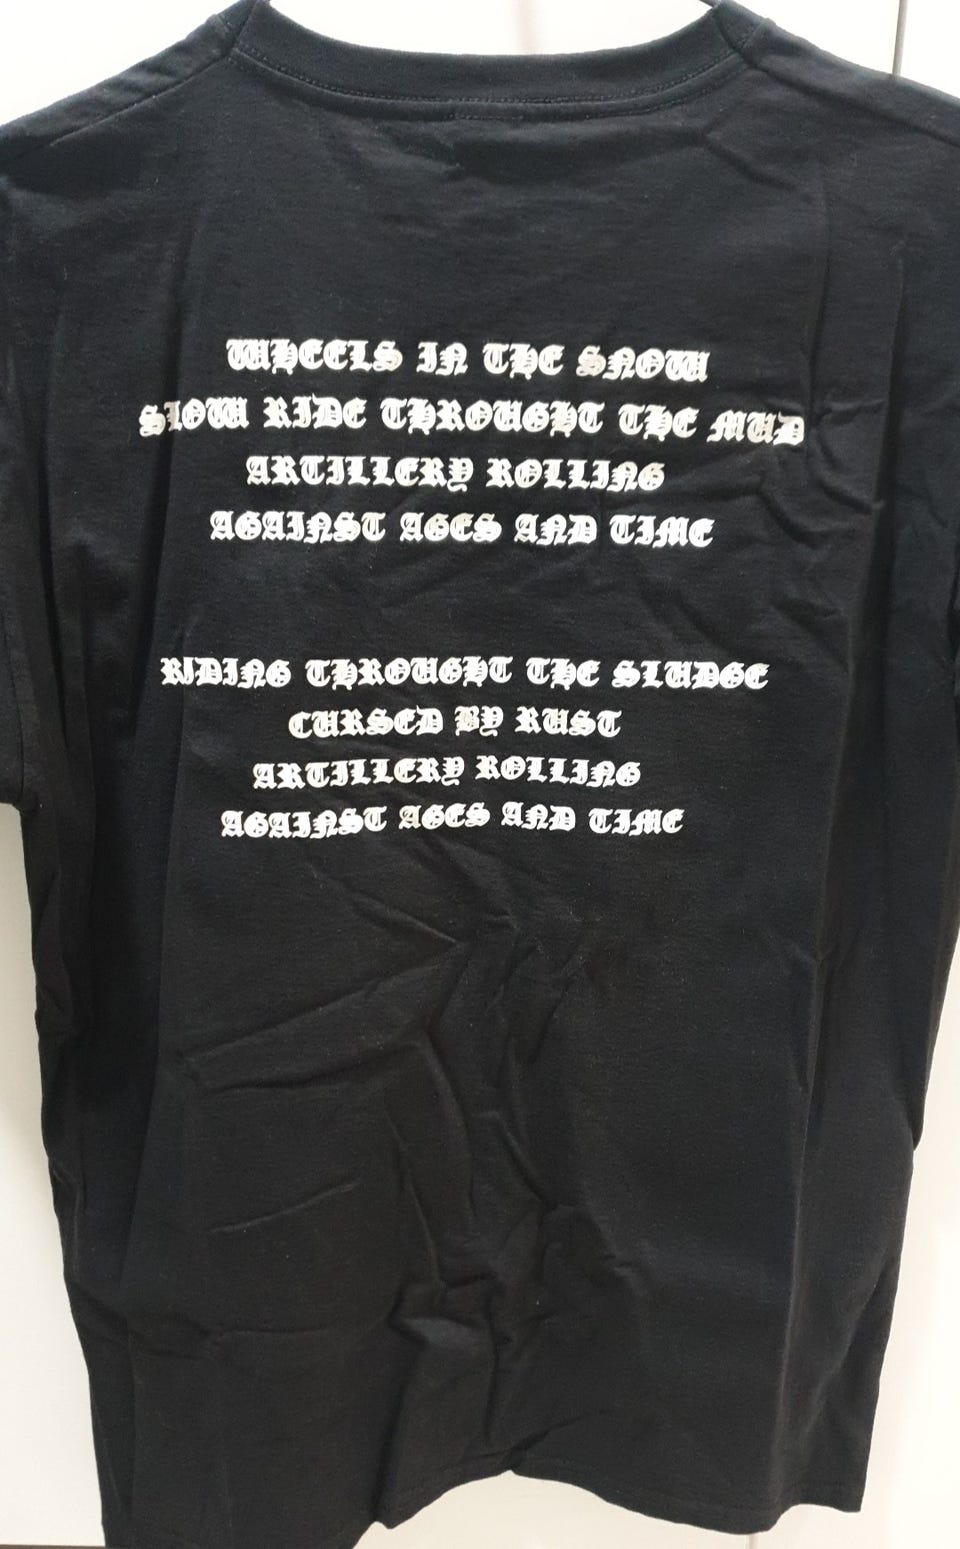 WHEELS IN THE SNOW
SLOW RIDE THROUGHT THE MUD
ARTILLERY ROLLING
AGAINST AGES AND TIME
RIDING THROUGHT THE SLUDGE
CURSED BY RUST
ARTILLERY ROLLING
AGAINST AGES AND TIME